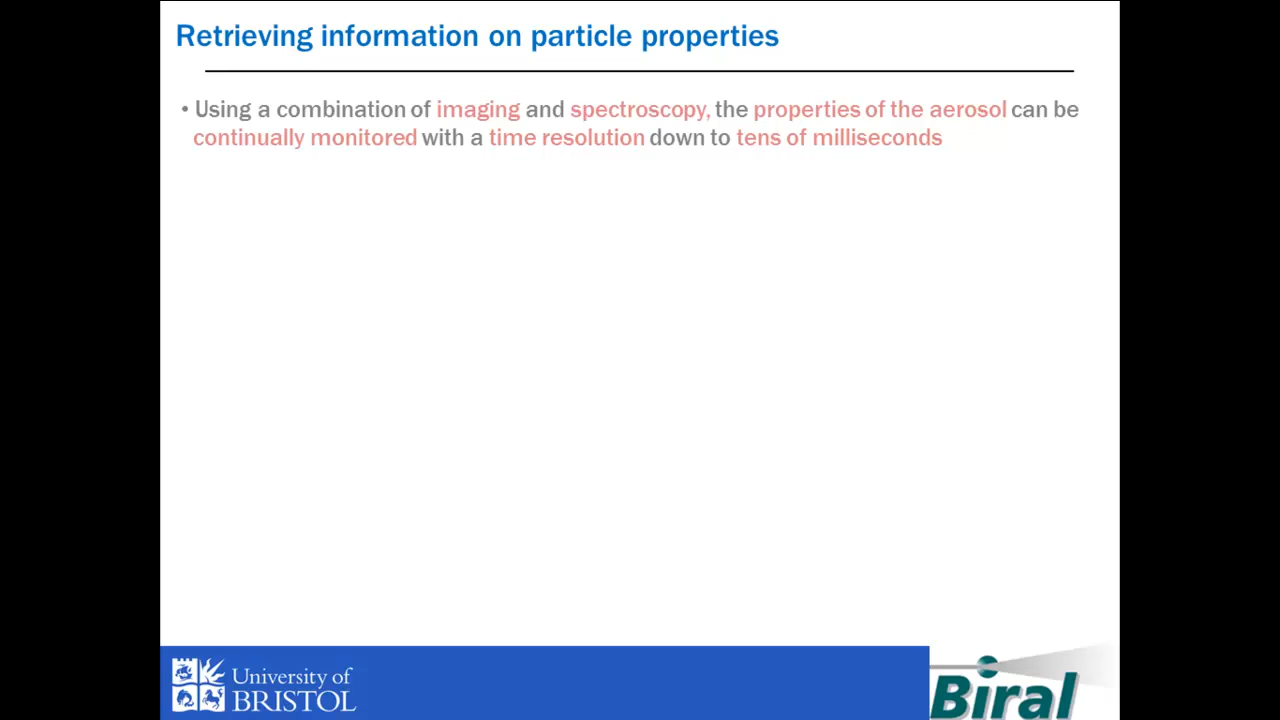 Retrieving information on particle properties
• Using a combination of imaging and spectroscopy, the properties of the aerosol can be
continually monitored with a time resolution down to tens of milliseconds
University of
BRISTOL
Biral